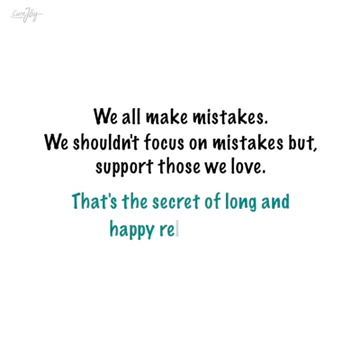 We all make mistakes.
We shouldn't focus on mistakes but,
support those we love.
That's the secret of long and
happy re